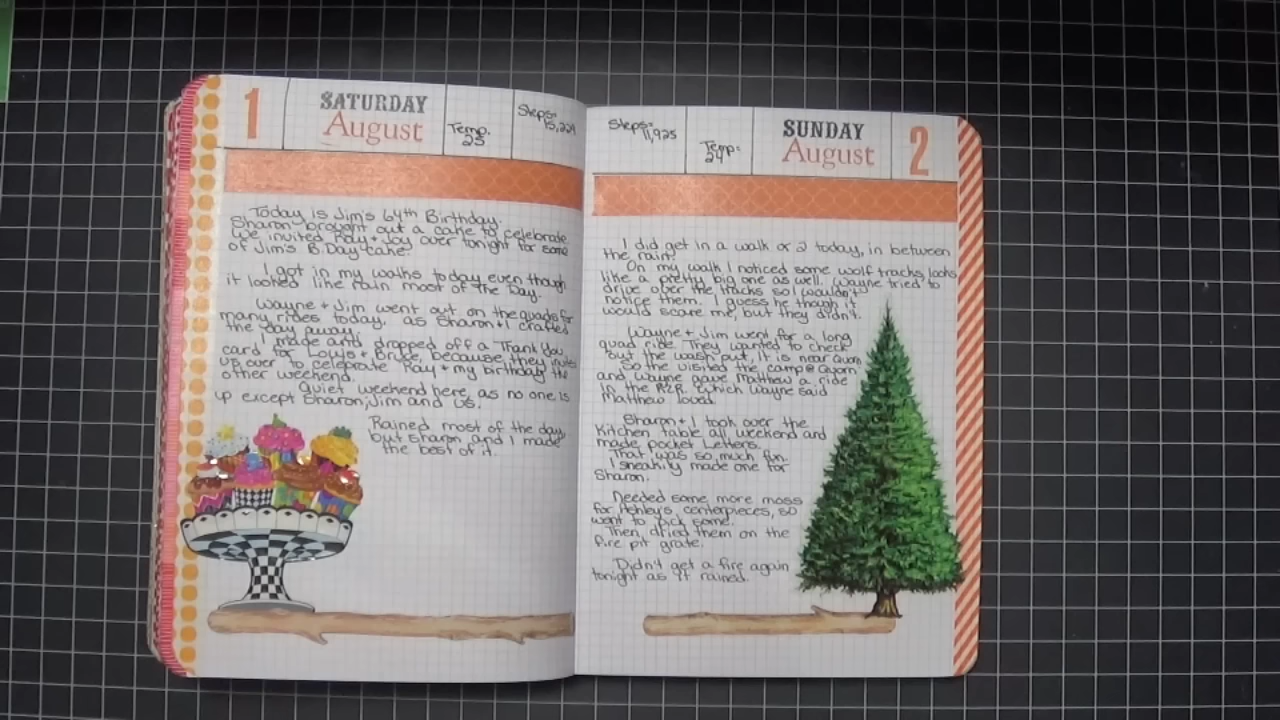 1
SATURDAY
August
Temp.
23
Steps=
15,221
Today is Jim's 64th Birthday.
Sharon brought out a cake to celebrate
we invited Ray + Joy over tonight for some
of Jim's B.Day cake.
I got in my walks today even though
it looked like rain most of the day.
Wayne + Jim went out on the quads for
many rides today, as Sharon + I crafted
the day away.
I made and dropped off a Thank You
card for Louis + Bruce, because they invited
us over to celebrate Ray + my birthday the
other weekend.
Quiet weekend here, as no one is
up except Sharon, Jim and us.
Rained most of the day
but Sharon and I made
the best of it.
Steps=
11,925
Temp=
24
SUNDAY
August
2
I did get in a walk or 2 today, in between
the rain.
On my walk I noticed some wolf tracks, looks
like a pretty big one as well. Wayne tried to
drive over the tracks so I wouldn't
notice them. I guess he though it
would scare me, but they didn't.
Wayne + Jim went for a long
quad ride. They wanted to check
out the wash out, it is near Quorn
So the visited the camp @ Quorn,
and Wayne gave Matthew a ride
in the RZR. which Wayne said
Matthew loved.
Sharon + I took over the
Kitchen table all weekend and
made pocket Letters.
That was so much fun.
I sneakily made one for
Sharon.
Needed some more moss
for Ashley's centerpieces, so
went to pick some.
Then, dried them on the
fire pit grate.
Didn't get a fire again
tonight as it rained.